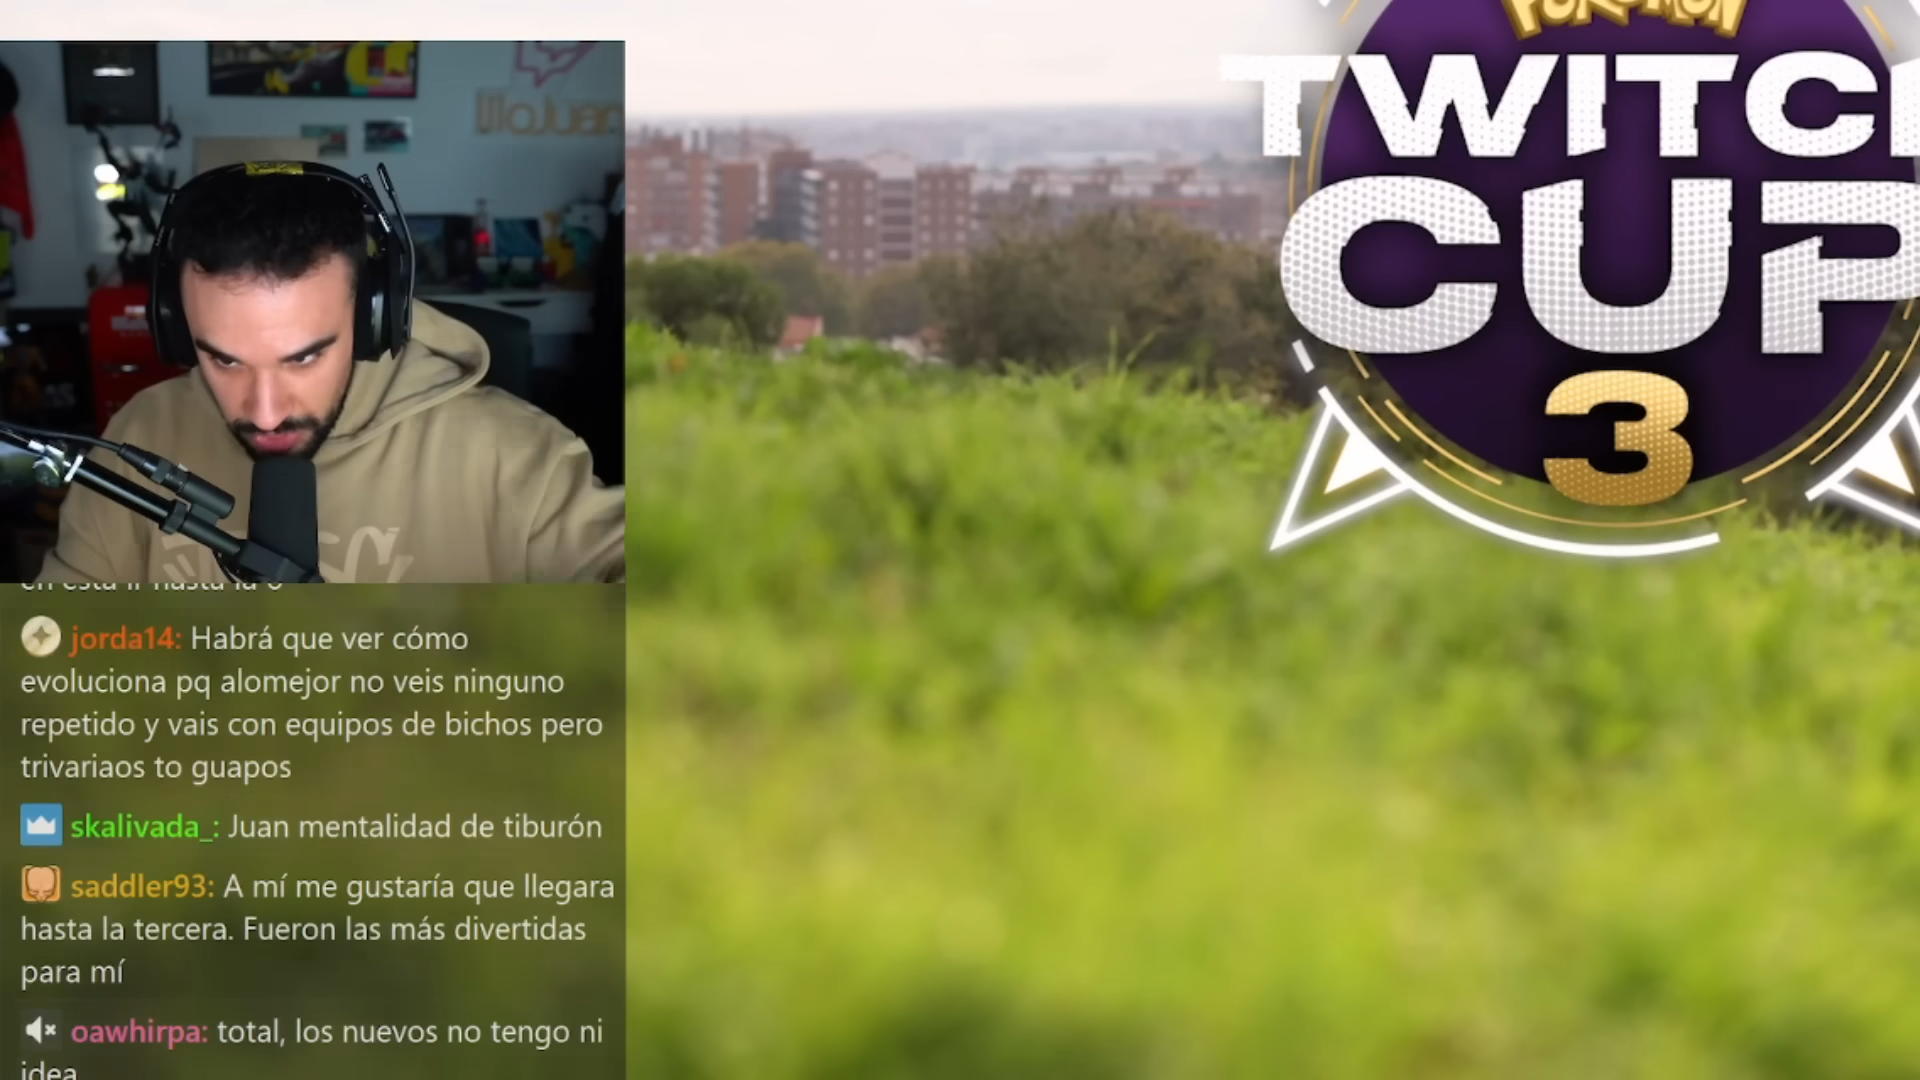 POKÉMON
TWITC
CUP
3
jorda14: Habrá que ver cómo
evoluciona pq alomejor no veis ninguno
repetido y vais con equipos de bichos pero
trivariaos to guapos
skalivada_: Juan mentalidad de tiburón
saddler93: A mí me gustaría que llegara
hasta la tercera. Fueron las más divertidas
para mí
oawhirpa: total, los nuevos no tengo ni
idea